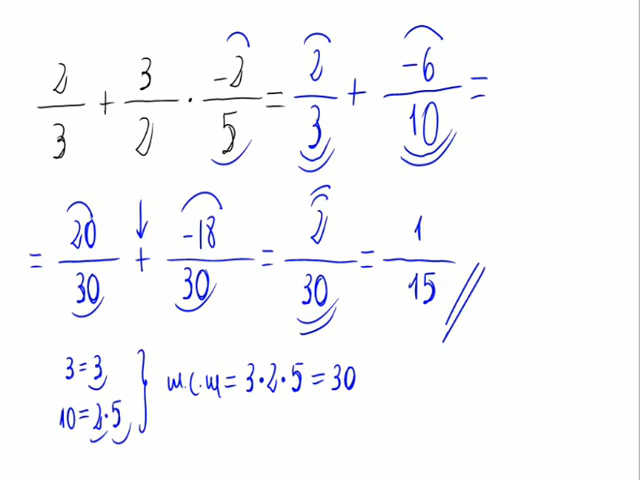 2/3 + 3/2 · -2/5 = 2/3 + -6/10 =
= 20/30 + -18/30 = 2/30 = 1/15 //
3 = 3
10 = 2·5 } m.c.m = 3·2·5 = 30